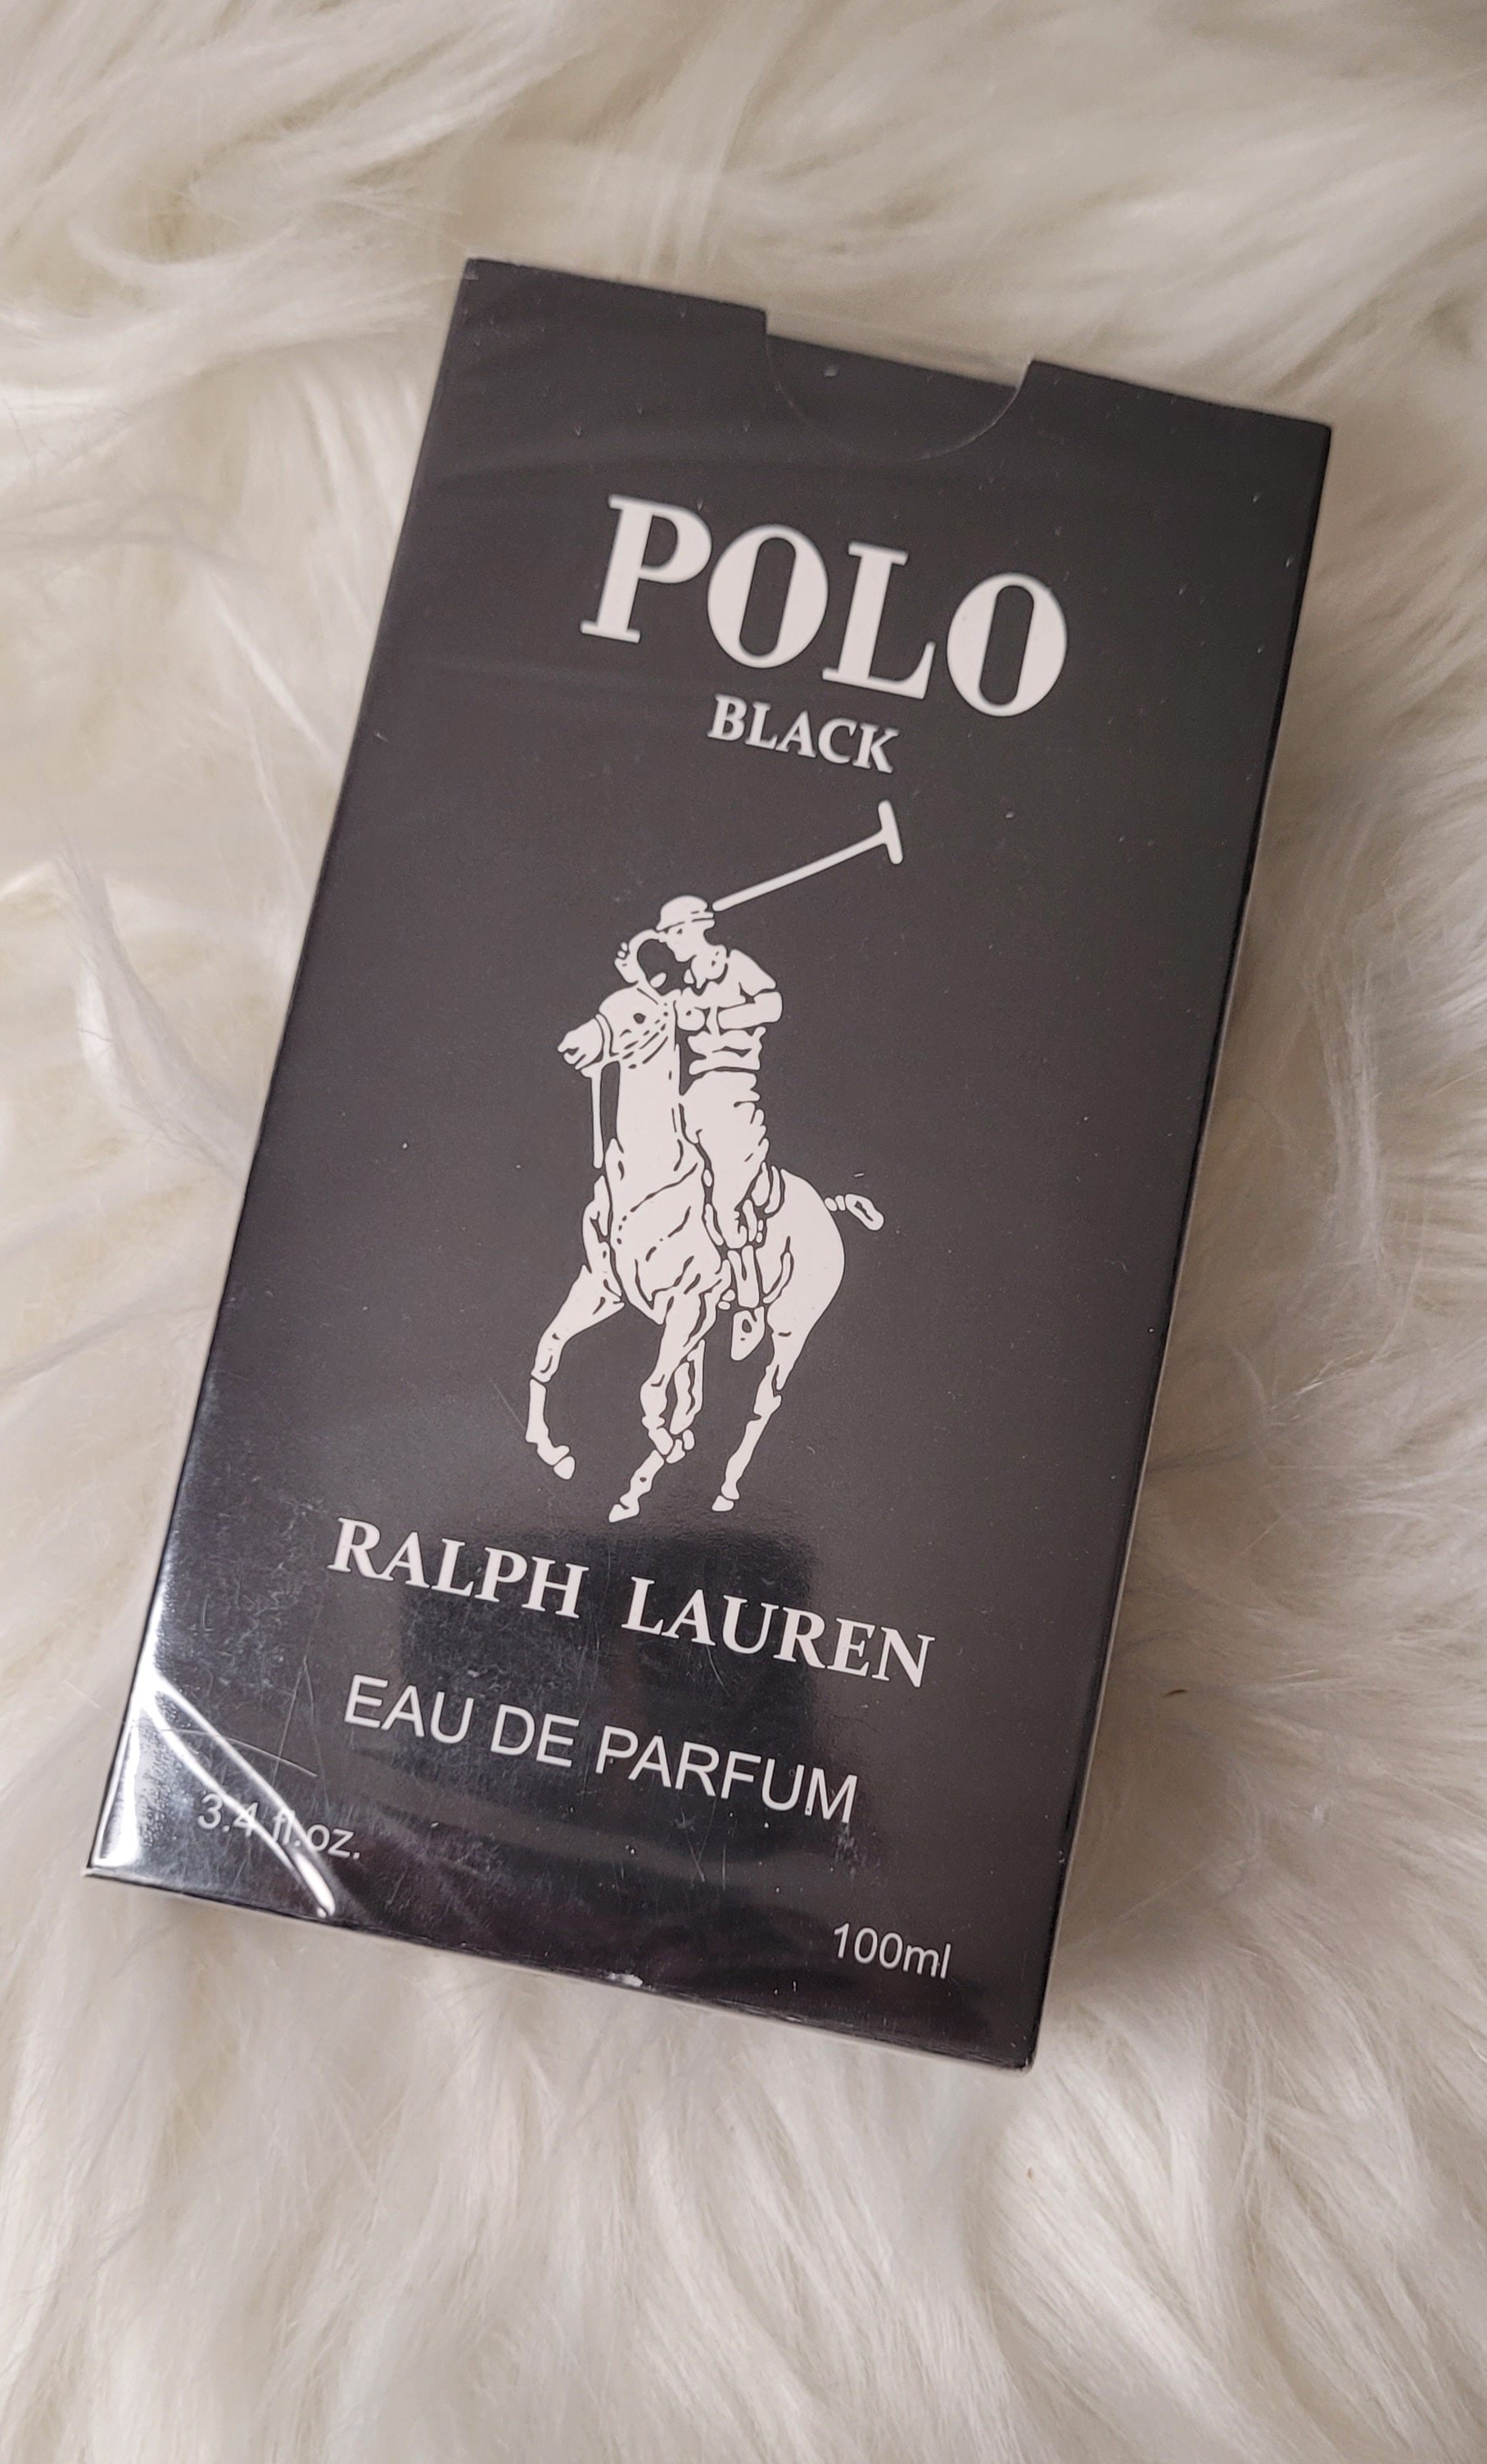 POLO
BLACK
RALPH LAUREN
EAU DE PARFUM
3.4 fl.oz.
100ml